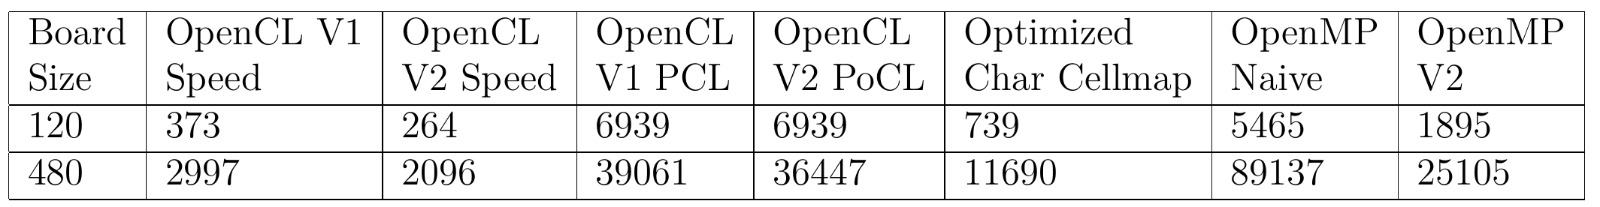 Board OpenCL V1 OpenCL OpenCL OpenCL Optimized OpenMP OpenMP
Size Speed V2 Speed V1 PCL V2 PoCL Char Cellmap Naive V2
120 373 264 6939 6939 739 5465 1895
480 2997 2096 39061 36447 11690 89137 25105